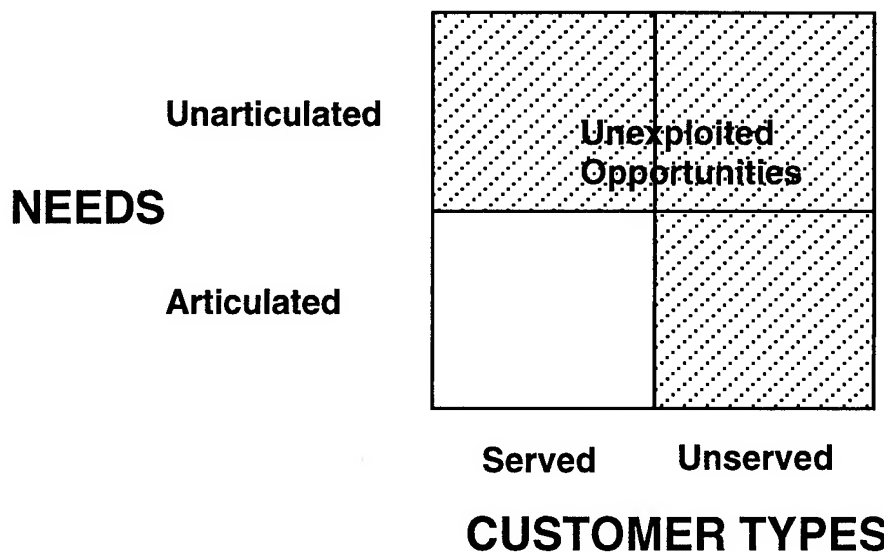 Unarticulated
Unexploited
Opportunities
NEEDS
Articulated
Served
Unserved
CUSTOMER TYPES